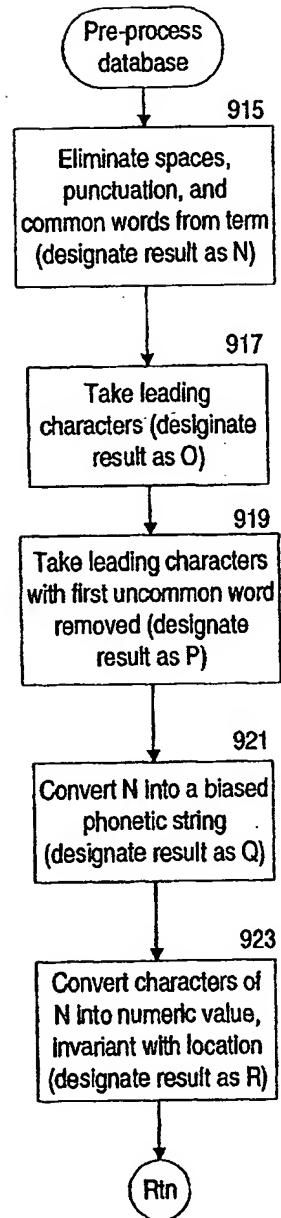 Pre-process
database
915
Eliminate spaces,
punctuation, and
common words from term
(designate result as N)
917
Take leading
characters (desiginate
result as O)
919
Take leading characters
with first uncommon word
removed (designate
result as P)
921
Convert N into a biased
phonetic string
(designate result as Q)
923
Convert characters of
N into numeric value,
invariant with location
(designate result as R)
Rtn